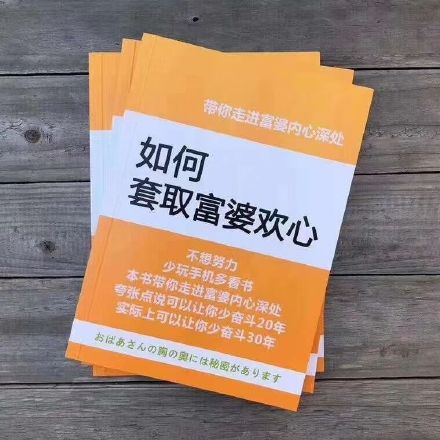 带你走进富婆内心深处
如何
套取富婆欢心
不想努力
少玩手机多看书
本书带你走进富婆内心深处
夸张点说可以让你少奋斗20年
实际上可以让你少奋斗30年
おばあさんの胸の奥には秘密があります